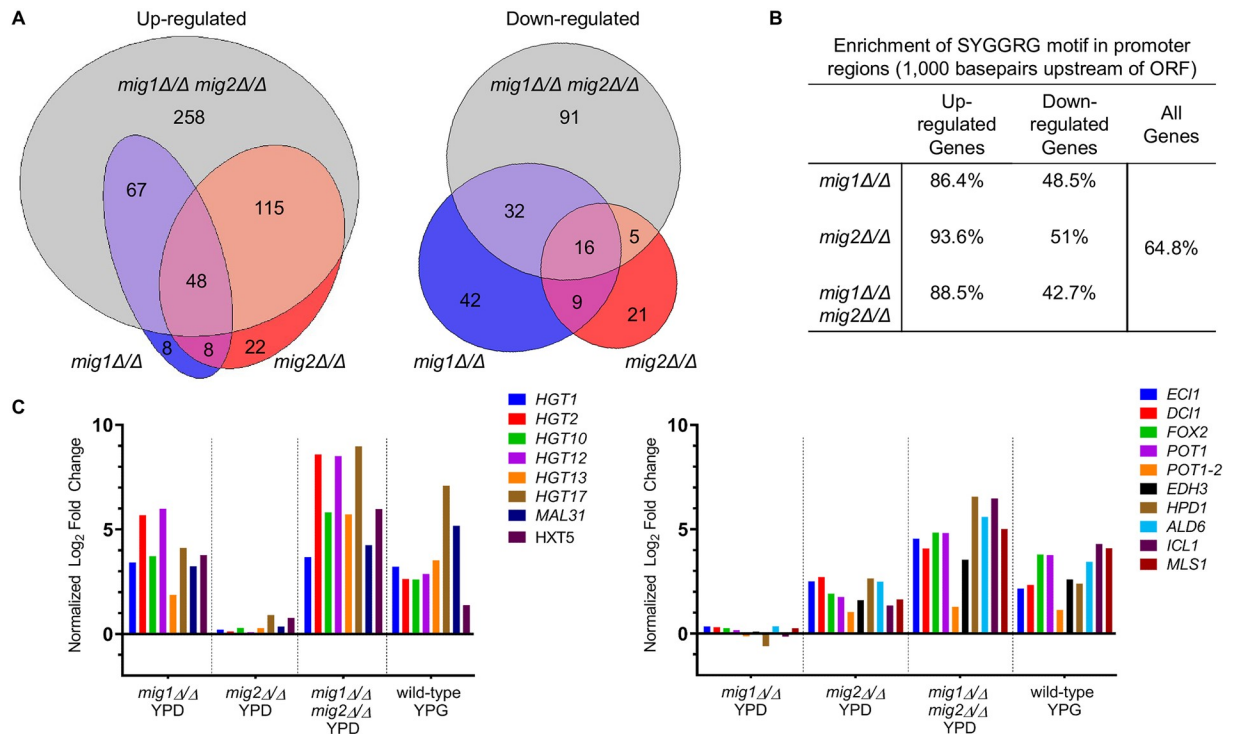 A
Up-regulated
Down-regulated
mig1Δ/Δ mig2Δ/Δ
258
67
115
48
8
8
22
mig1Δ/Δ
mig2Δ/Δ
mig1Δ/Δ mig2Δ/Δ
91
32
16
5
42
9
21
mig1Δ/Δ
mig2Δ/Δ
B
Enrichment of SYGGRG motif in promoter
regions (1,000 basepairs upstream of ORF)
Up-
regulated
Genes
Down-
regulated
Genes
All
Genes
mig1Δ/Δ 86.4% 48.5%
mig2Δ/Δ 93.6% 51%
64.8%
mig1Δ/Δ
mig2Δ/Δ
88.5% 42.7%
C
Normalized Log2 Fold Change
10
5
0
mig1Δ/Δ
YPD
mig2Δ/Δ
YPD
mig1Δ/Δ
mig2Δ/Δ
YPD
wild-type
YPG
HGT1
HGT2
HGT10
HGT12
HGT13
HGT17
MAL31
HXT5
Normalized Log2 Fold Change
10
5
0
mig1Δ/Δ
YPD
mig2Δ/Δ
YPD
mig1Δ/Δ
mig2Δ/Δ
YPD
wild-type
YPG
ECI1
DCI1
FOX2
POT1
POT1-2
EDH3
HPD1
ALD6
ICL1
MLS1